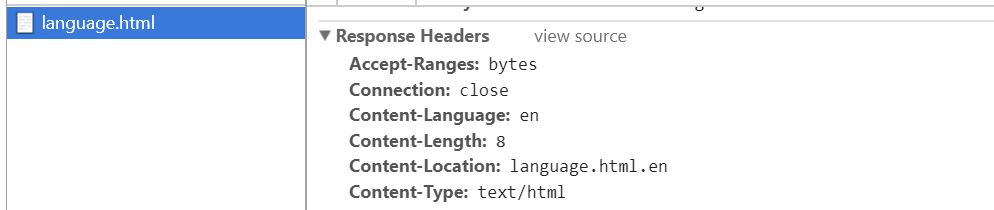 language.html
Response Headers view source
Accept-Ranges: bytes
Connection: close
Content-Language: en
Content-Length: 8
Content-Location: language.html.en
Content-Type: text/html